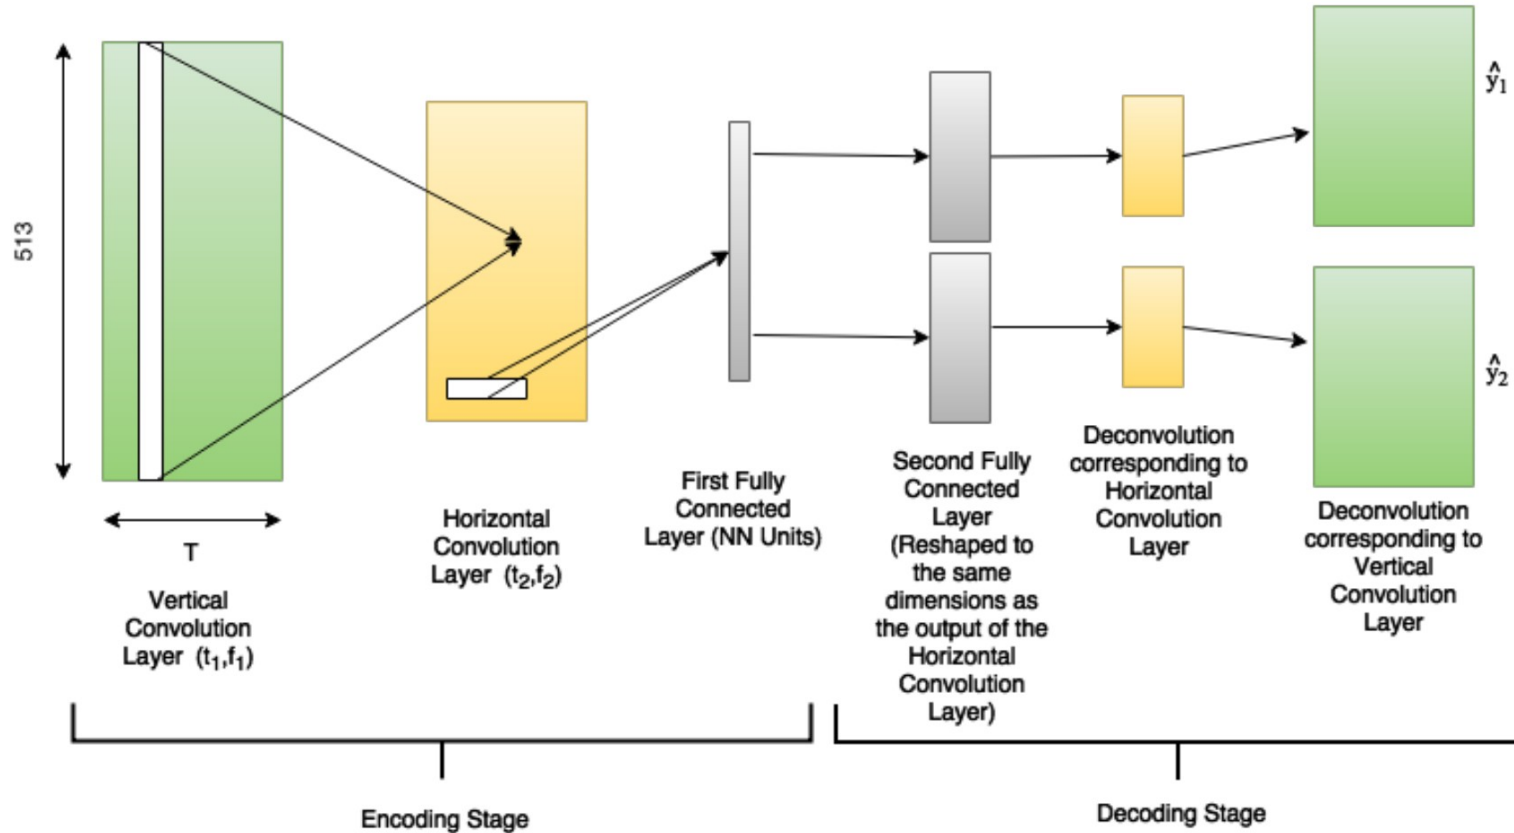 513
T
Vertical
Convolution
Layer (t₁,f₁)
Horizontal
Convolution
Layer (t₂,f₂)
First Fully
Connected
Layer (NN Units)
Second Fully
Connected
Layer
(Reshaped to
the same
dimensions as
the output of the
Horizontal
Convolution
Layer)
Deconvolution
corresponding to
Horizontal
Convolution
Layer
ŷ₁
ŷ₂
Deconvolution
corresponding to
Vertical
Convolution
Layer
Encoding Stage
Decoding Stage